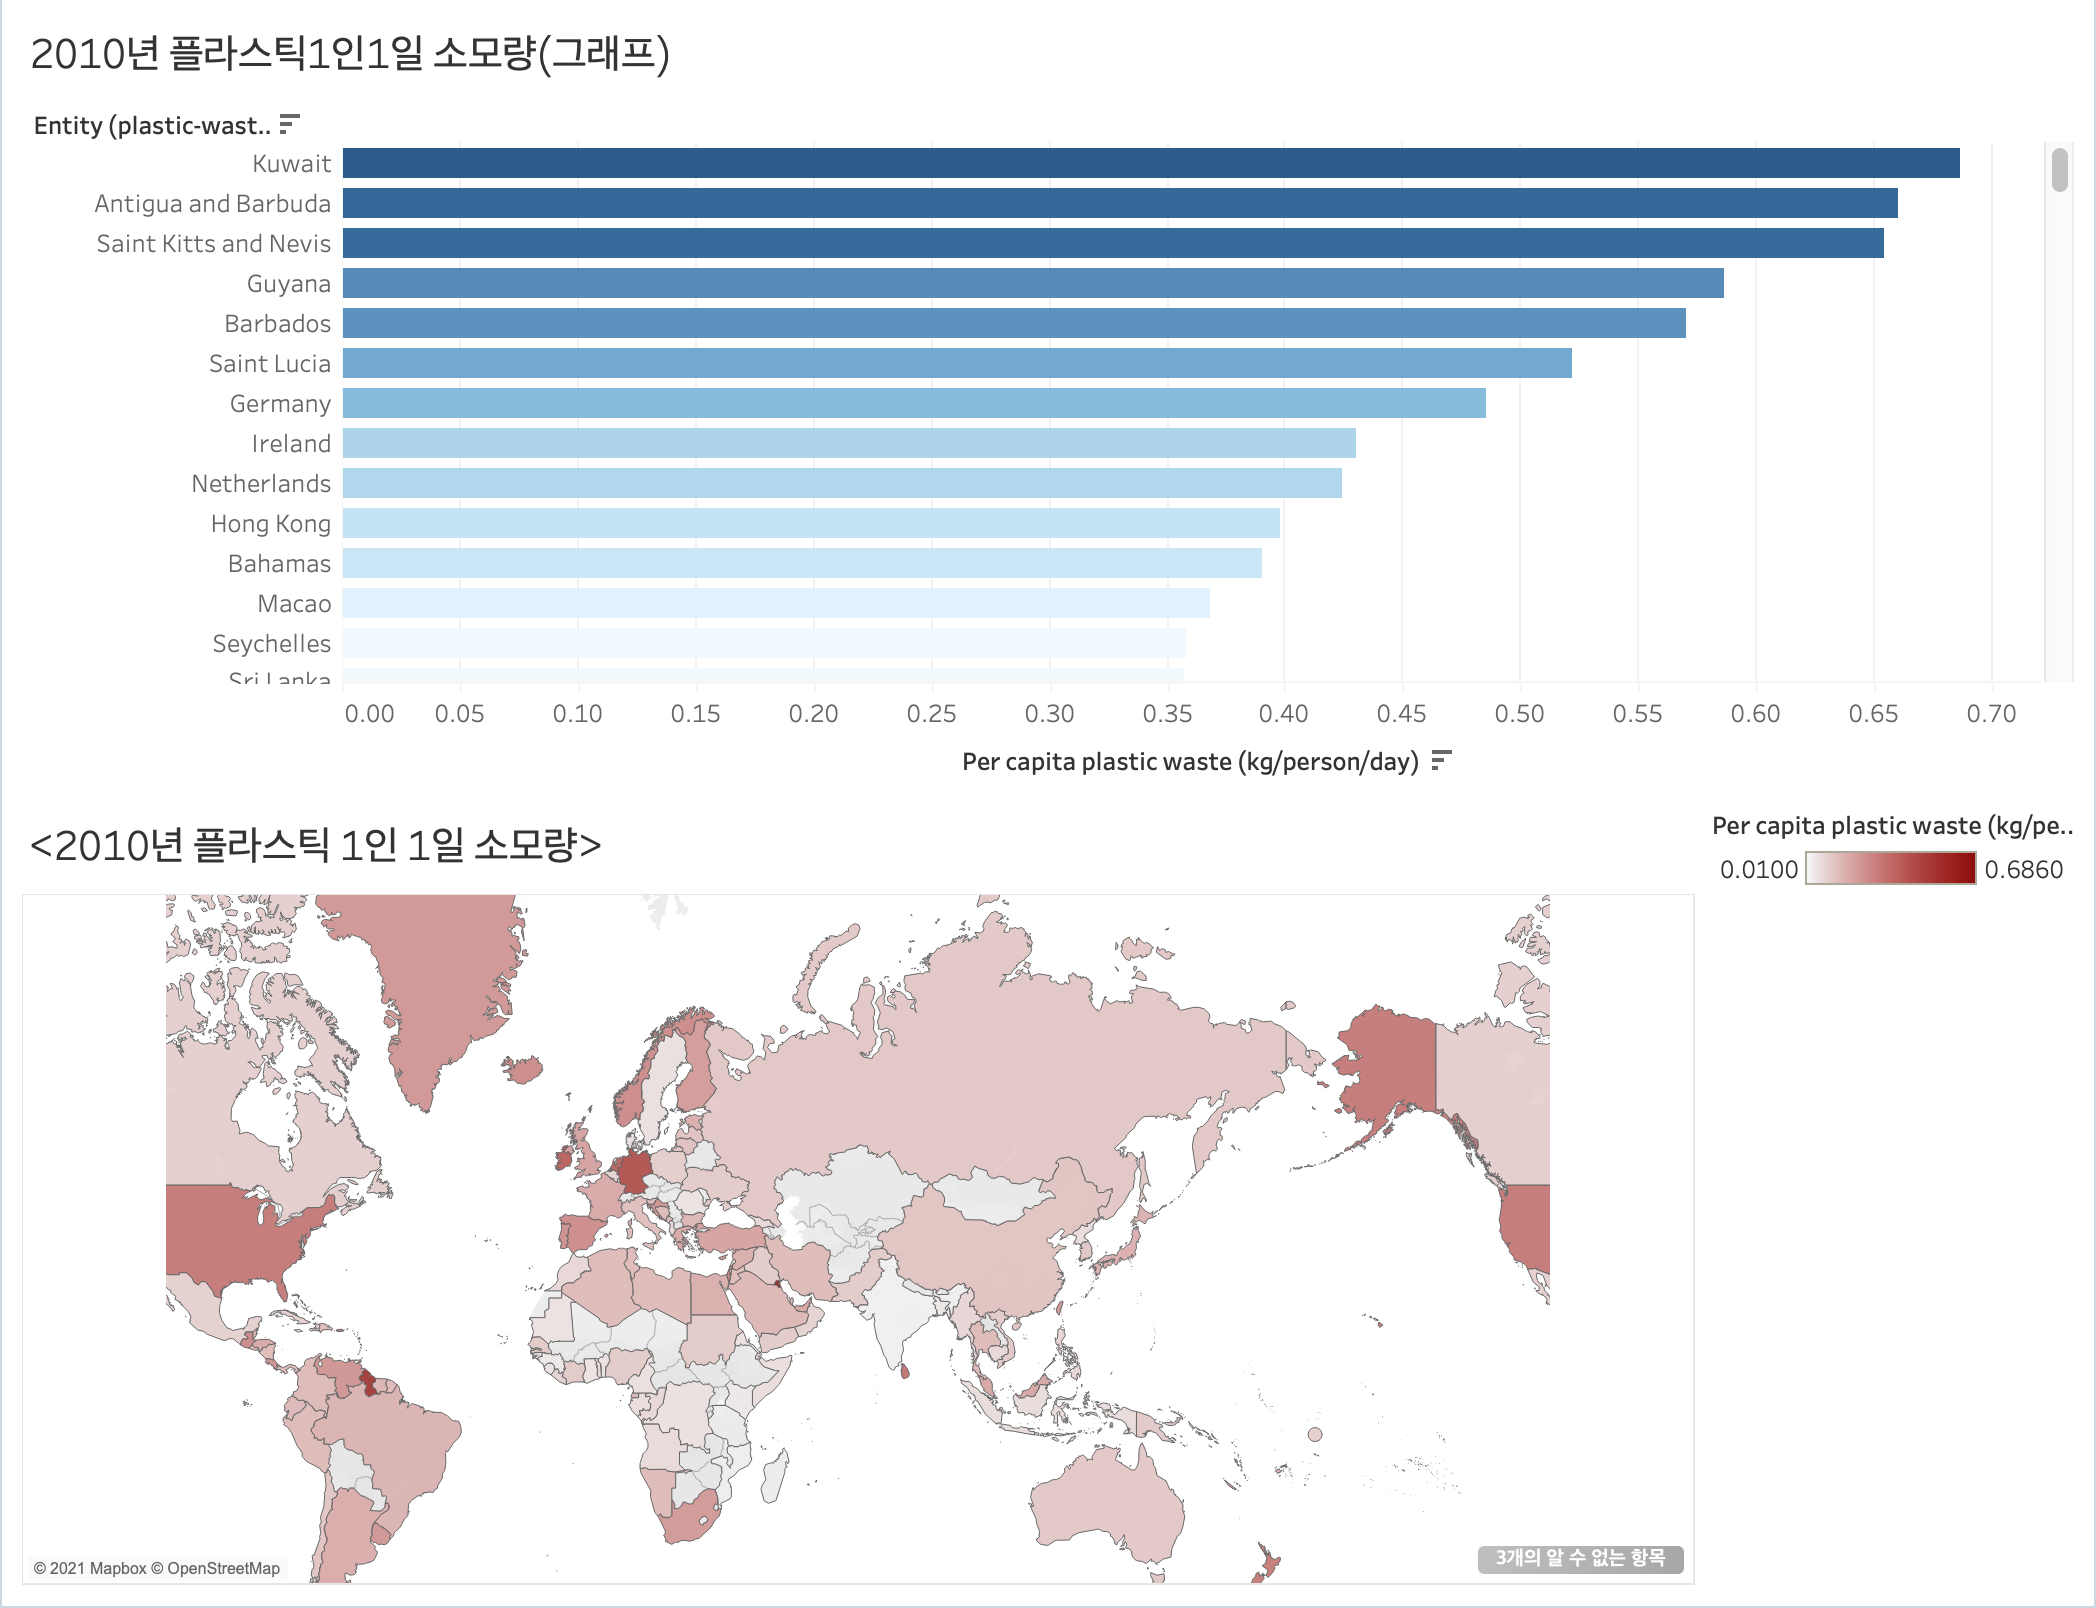 2010년 플라스틱1인1일 소모량(그래프)
Entity (plastic-wast..
Kuwait
Antigua and Barbuda
Saint Kitts and Nevis
Guyana
Barbados
Saint Lucia
Germany
Ireland
Netherlands
Hong Kong
Bahamas
Macao
Seychelles
Sri Lanka
0.00 0.05 0.10 0.15 0.20 0.25 0.30 0.35 0.40 0.45 0.50 0.55 0.60 0.65 0.70
Per capita plastic waste (kg/person/day)
<2010년 플라스틱 1인 1일 소모량>
Per capita plastic waste (kg/pe..
0.0100 0.6860
© 2021 Mapbox © OpenStreetMap
3개의 알 수 없는 항목